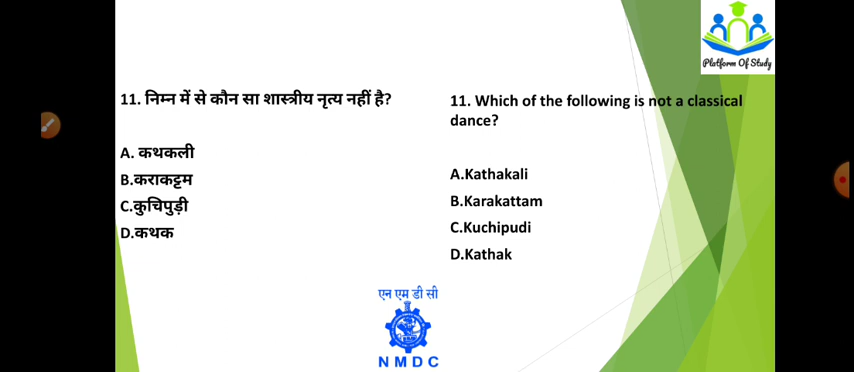 Platform Of Study
11. निम्न में से कौन सा शास्त्रीय नृत्य नहीं है?
A. कथकली
B.कराकट्टम
C.कुचिपुड़ी
D.कथक
11. Which of the following is not a classical
dance?
A.Kathakali
B.Karakattam
C.Kuchipudi
D.Kathak
एन एम डी सी
NMDC